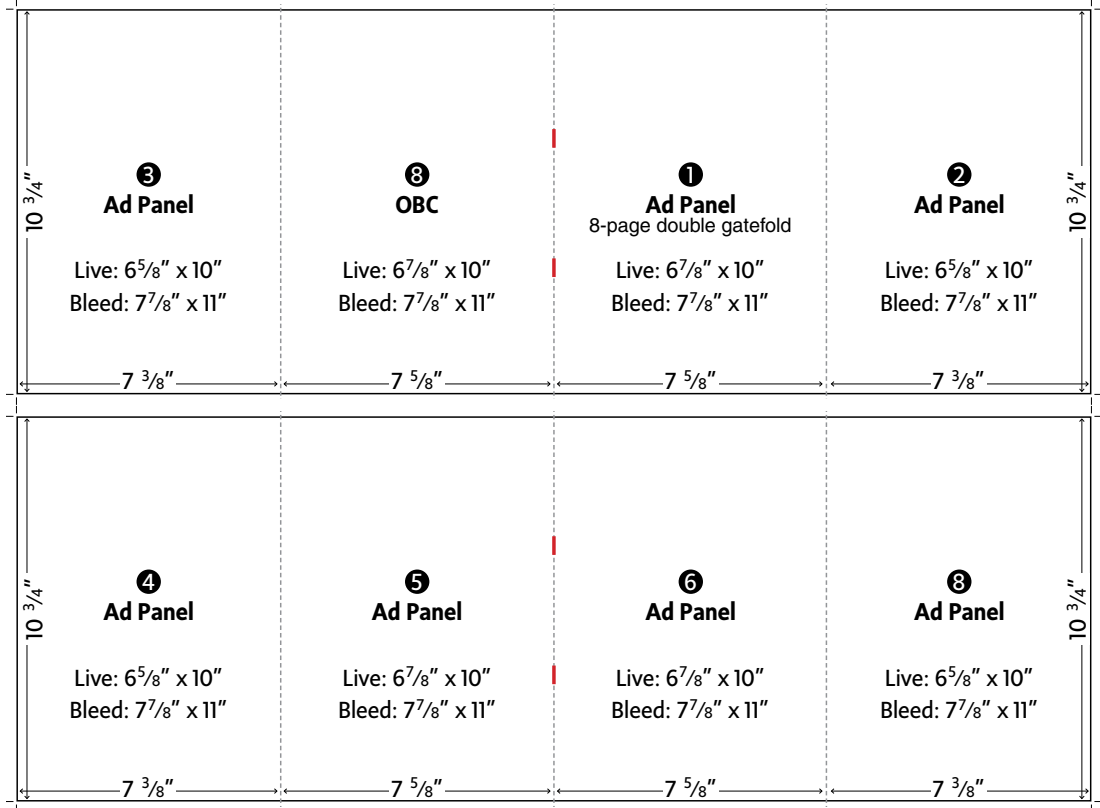 ❸
Ad Panel
Live: 6⁵/₈” x 10”
Bleed: 7⁷/₈” x 11”
❽
OBC
Live: 6⁷/₈” x 10”
Bleed: 7⁷/₈” x 11”
❶
Ad Panel
8-page double gatefold
Live: 6⁷/₈” x 10”
Bleed: 7⁷/₈” x 11”
❷
Ad Panel
Live: 6⁵/₈” x 10”
Bleed: 7⁷/₈” x 11”
10 ³/₄”
10 ³/₄”
7 ³/₈”
7 ⁵/₈”
7 ⁵/₈”
7 ³/₈”
❹
Ad Panel
Live: 6⁵/₈” x 10”
Bleed: 7⁷/₈” x 11”
❺
Ad Panel
Live: 6⁷/₈” x 10”
Bleed: 7⁷/₈” x 11”
❻
Ad Panel
Live: 6⁷/₈” x 10”
Bleed: 7⁷/₈” x 11”
❽
Ad Panel
Live: 6⁵/₈” x 10”
Bleed: 7⁷/₈” x 11”
10 ³/₄”
10 ³/₄”
7 ³/₈”
7 ⁵/₈”
7 ⁵/₈”
7 ³/₈”